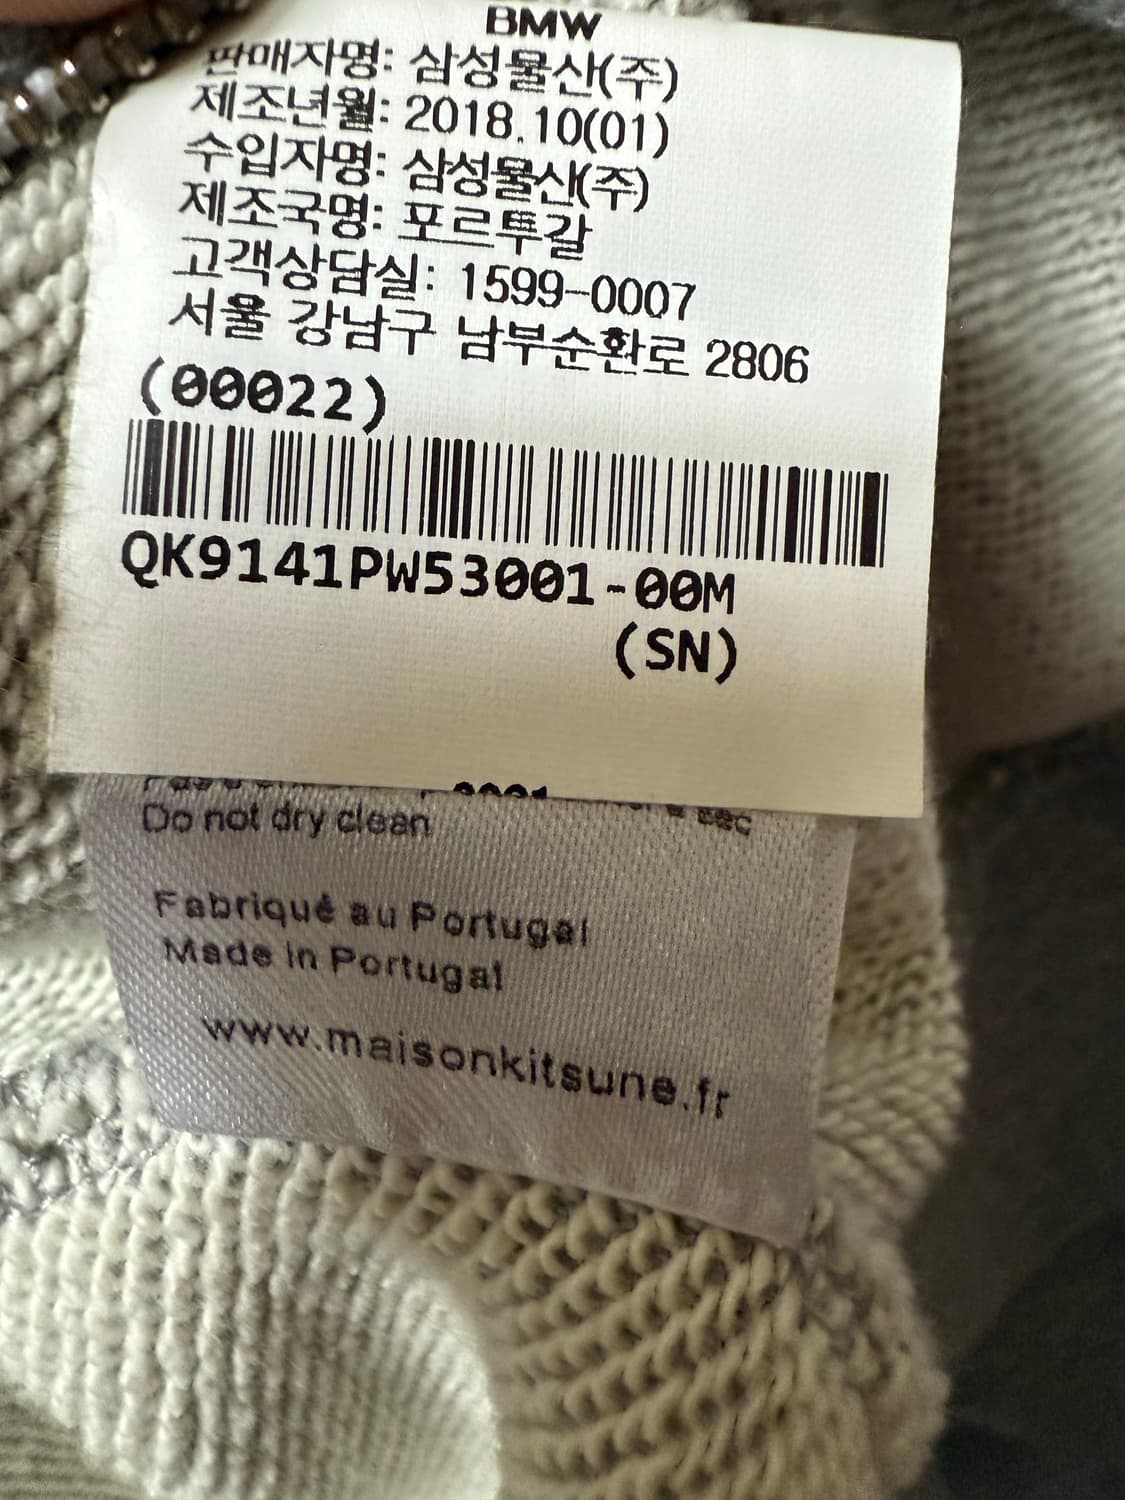 BMW
판매자명: 삼성물산(주)
제조년월: 2018.10(01)
수입자명: 삼성물산(주)
제조국명: 포르투갈
고객상담실: 1599-0007
서울 강남구 남부순환로 2806
(00022)
QK9141PW53001-00M
(SN)
sec
Do not dry clean
Fabriqué au Portugal
Made in Portugal
www.maisonkitsune.fr